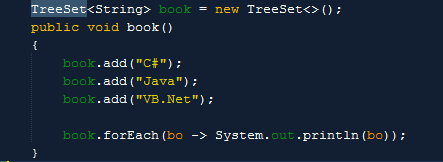 TreeSet<String> book = new TreeSet<>();
public void book()
{
book.add("C#");
book.add("Java");
book.add("VB.Net");
book.forEach(bo -> System.out.println(bo));
}